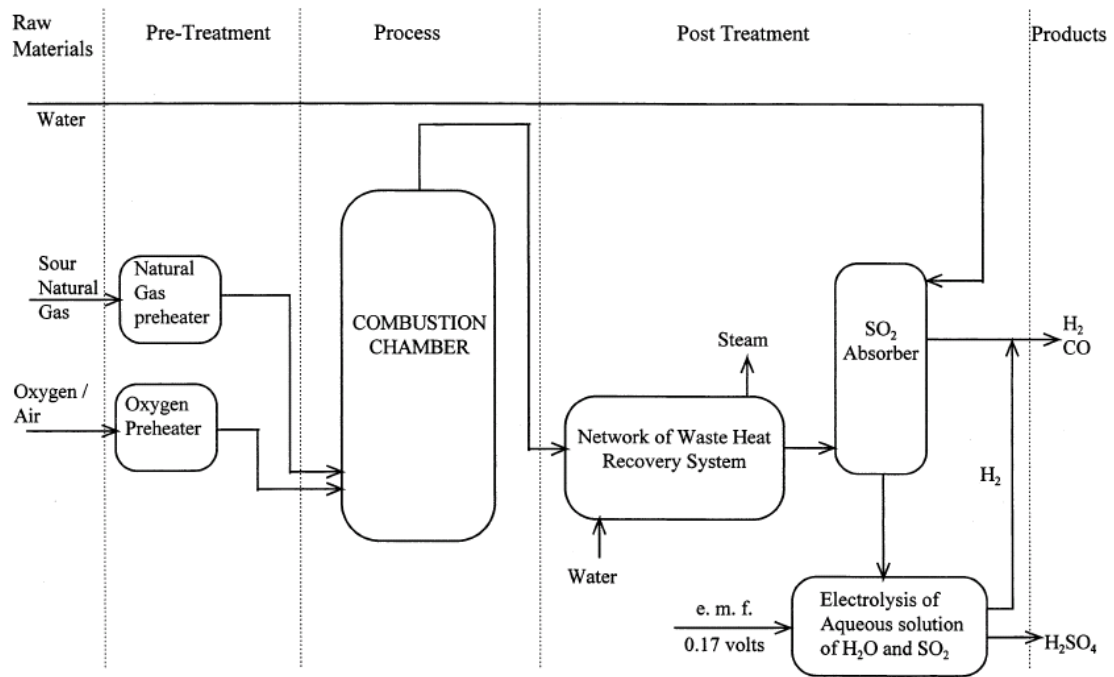 Raw
Materials
Pre-Treatment
Process
Post Treatment
Products
Water
Sour
Natural
Gas
Natural
Gas
preheater
Oxygen /
Air
Oxygen
Preheater
COMBUSTION
CHAMBER
Steam
Network of Waste Heat
Recovery System
Water
SO₂
Absorber
H₂
CO
H₂
e. m. f.
0.17 volts
Electrolysis of
Aqueous solution
of H₂O and SO₂
H₂SO₄